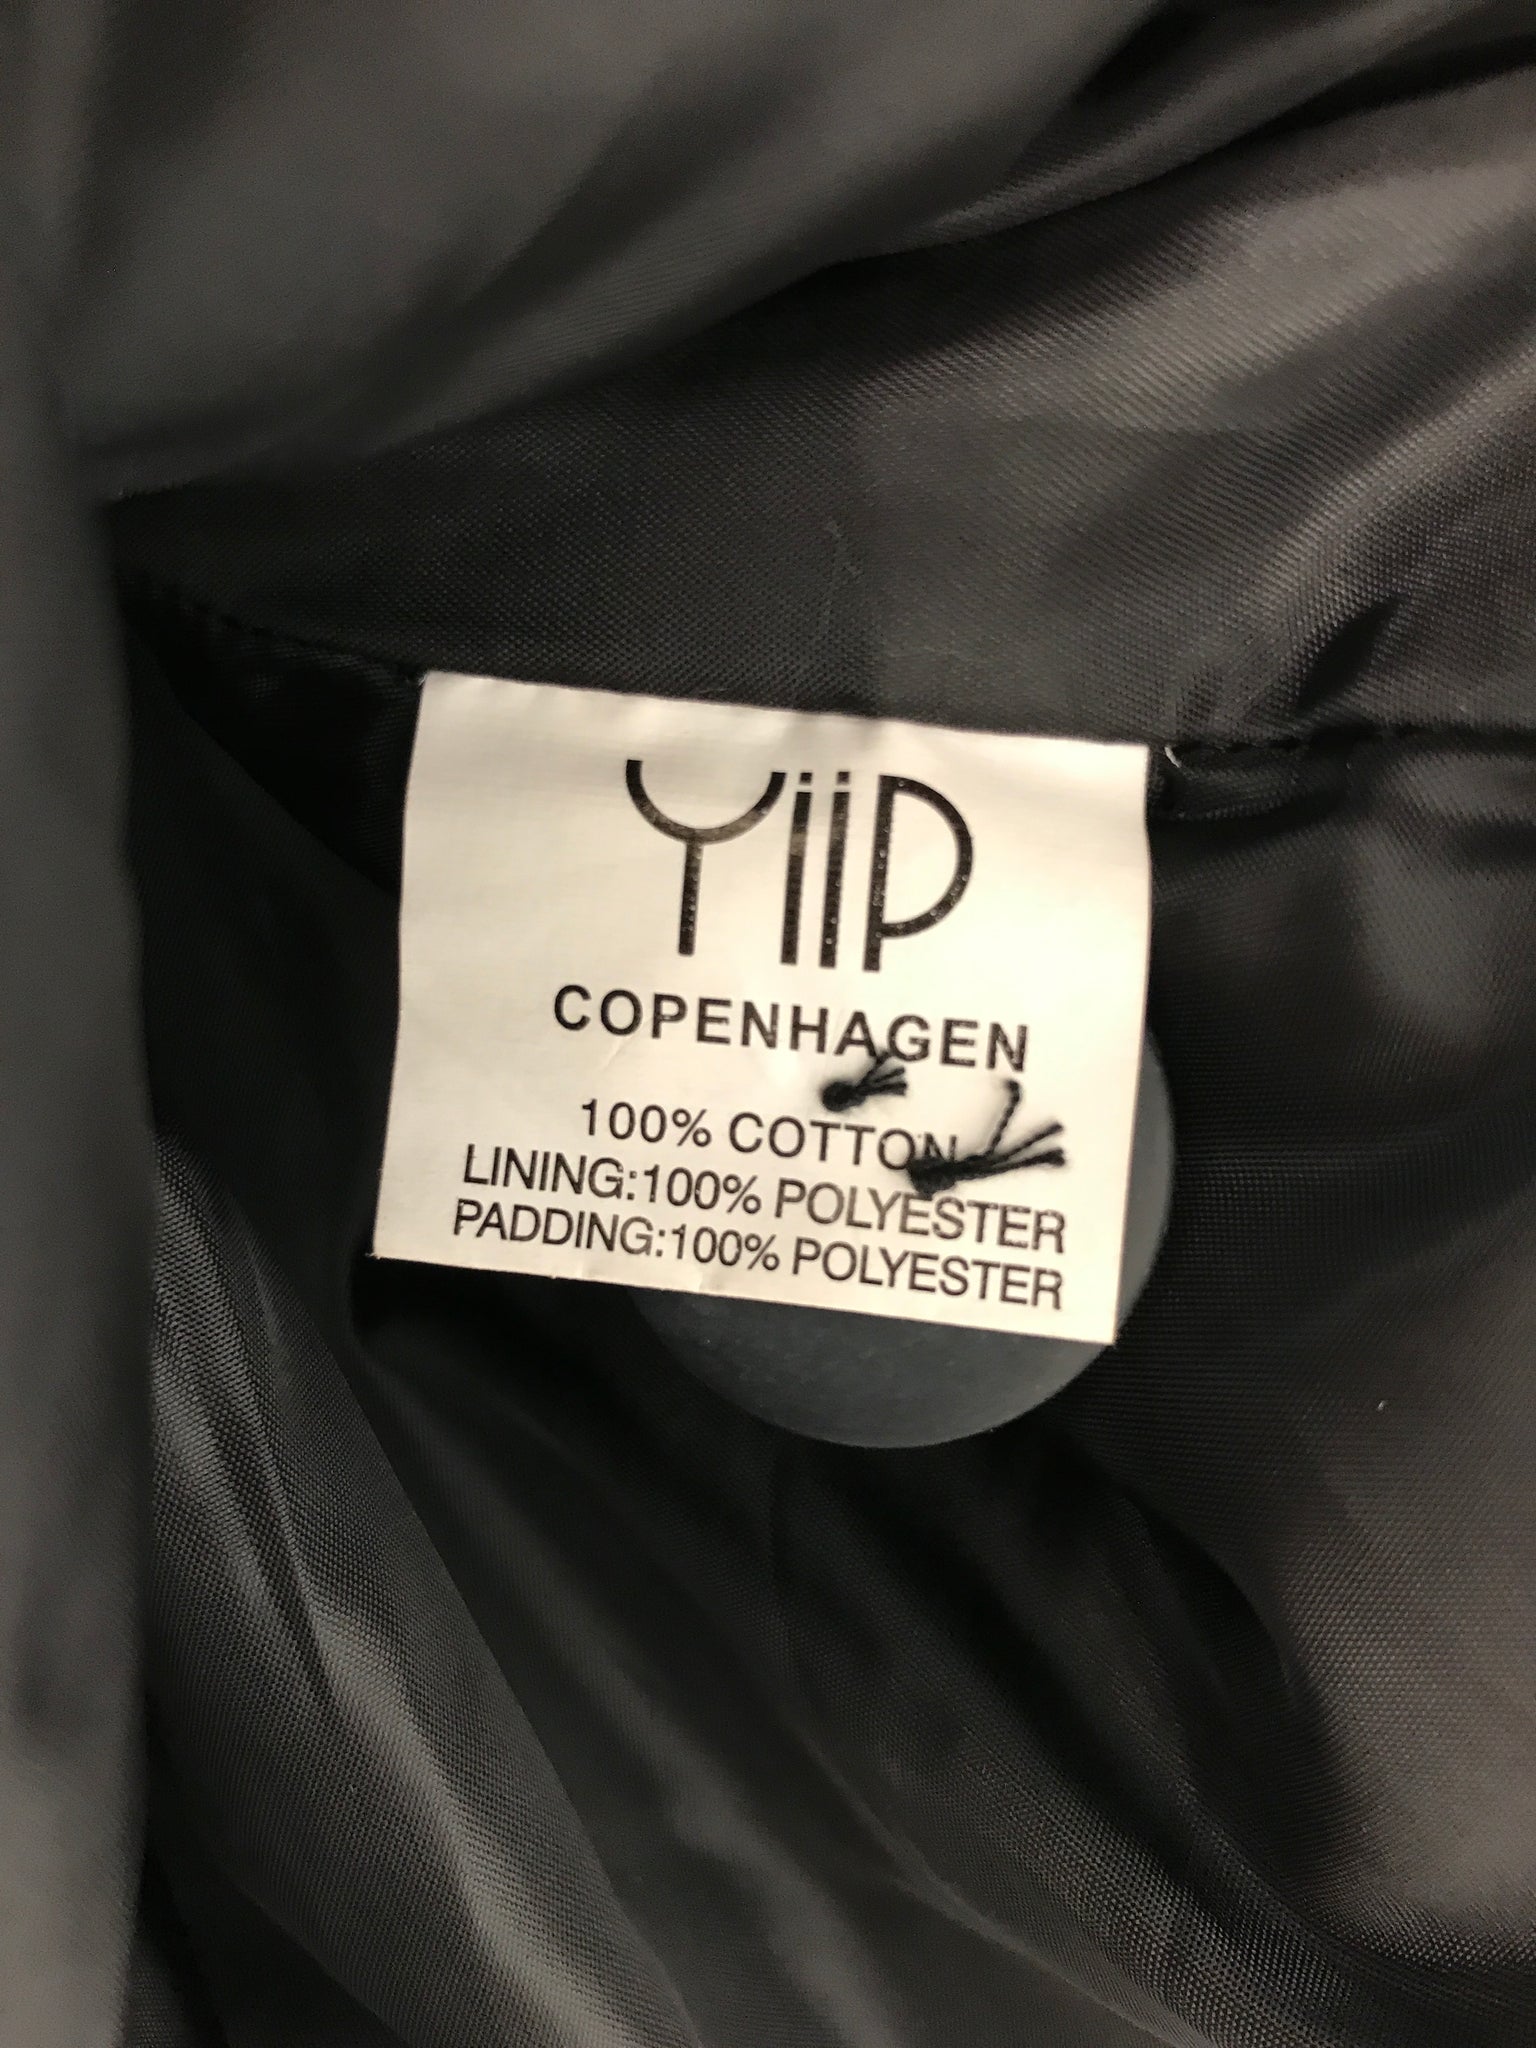 YiiP
COPENHAGEN
100% COTTON
LINING:100% POLYESTER
PADDING:100% POLYESTER